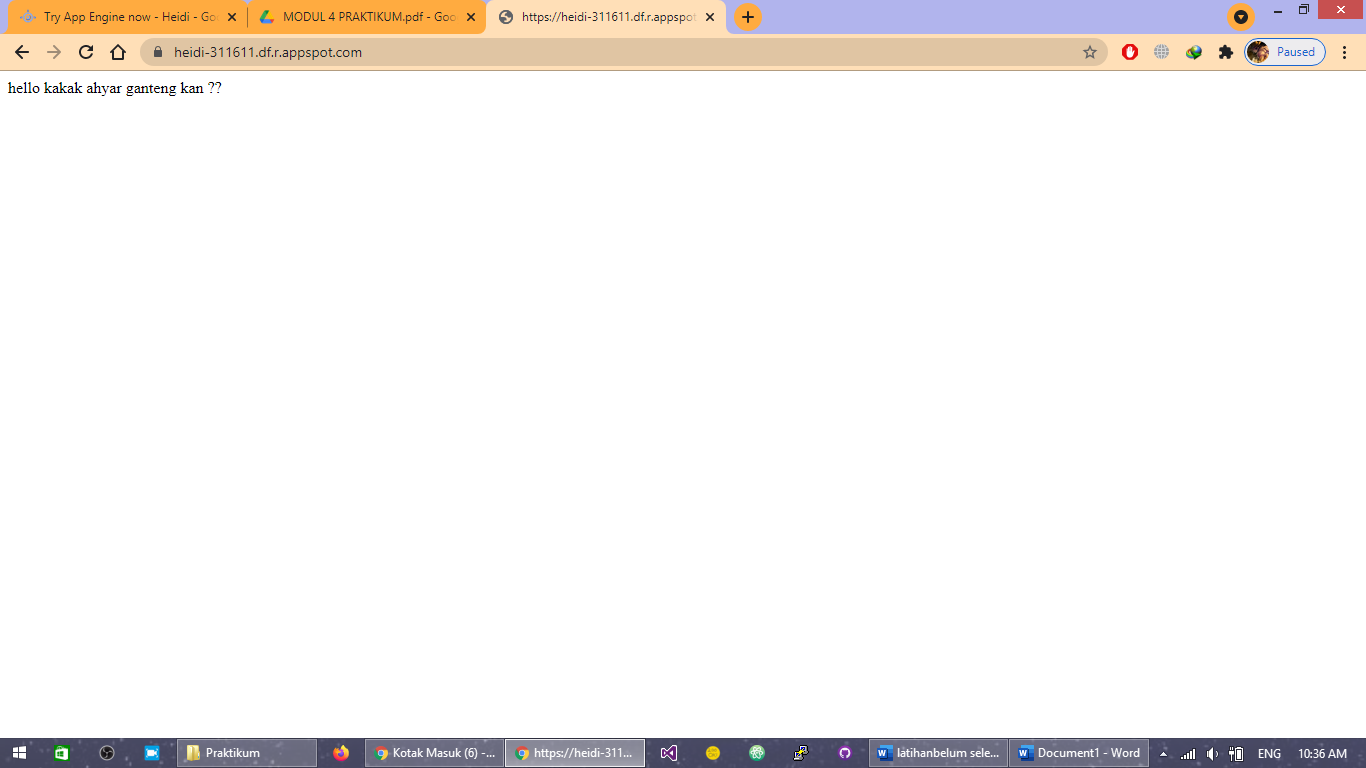 Try App Engine now - Heidi - Go
MODUL 4 PRAKTIKUM.pdf - Goo
https://heidi-311611.df.r.appspot
heidi-311611.df.r.appspot.com
Paused
hello kakak ahyar ganteng kan ??
Praktikum
Kotak Masuk (6) -...
https://heidi-311...
latihanbelum sele...
Document1 - Word
ENG
10:36 AM